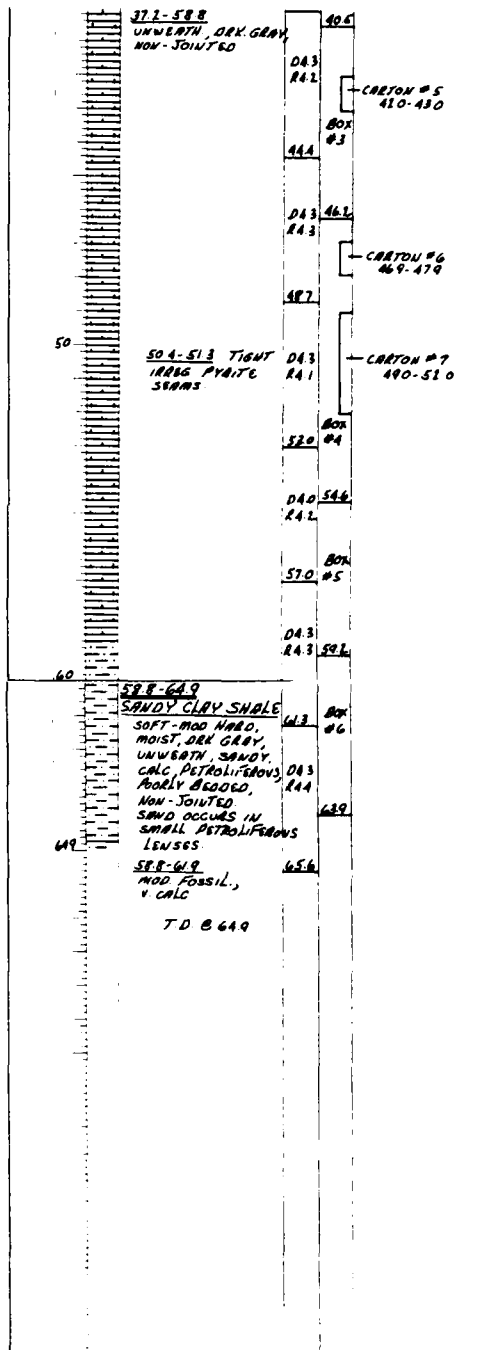 37.2-58.8
UNWEATH, DRK. GRAY,
NON-JOINTED
40.6
D4.3
R4.2
CARTON #5
42.0-43.0
BOX
#3
44.4
D4.3
R4.3
46.2
CARTON #6
46.9-47.9
48.7
50
50.4-51.3 TIGHT
IRREG PYRITE
SEAMS
D4.3
R4.1
CARTON #7
49.0-52.0
BOX
#4
52.0
D4.0
R4.2
54.6
57.0
BOX
#5
D4.3
R4.3
59.2
60
58.8-64.9
SANDY CLAY SHALE
SOFT-MOD HARD,
MOIST, DRK GRAY,
UNWEATH, SANDY,
CALC, PETROLIFEROUS,
POORLY BEDDED,
NON-JOINTED.
SAND OCCURS IN
SMALL PETROLIFEROUS
LENSES.
61.3
BOX
#6
D4.3
R4.4
63.9
64.9
58.8-61.9
MOD. FOSSIL.,
V. CALC
65.6
T.D. @ 64.9